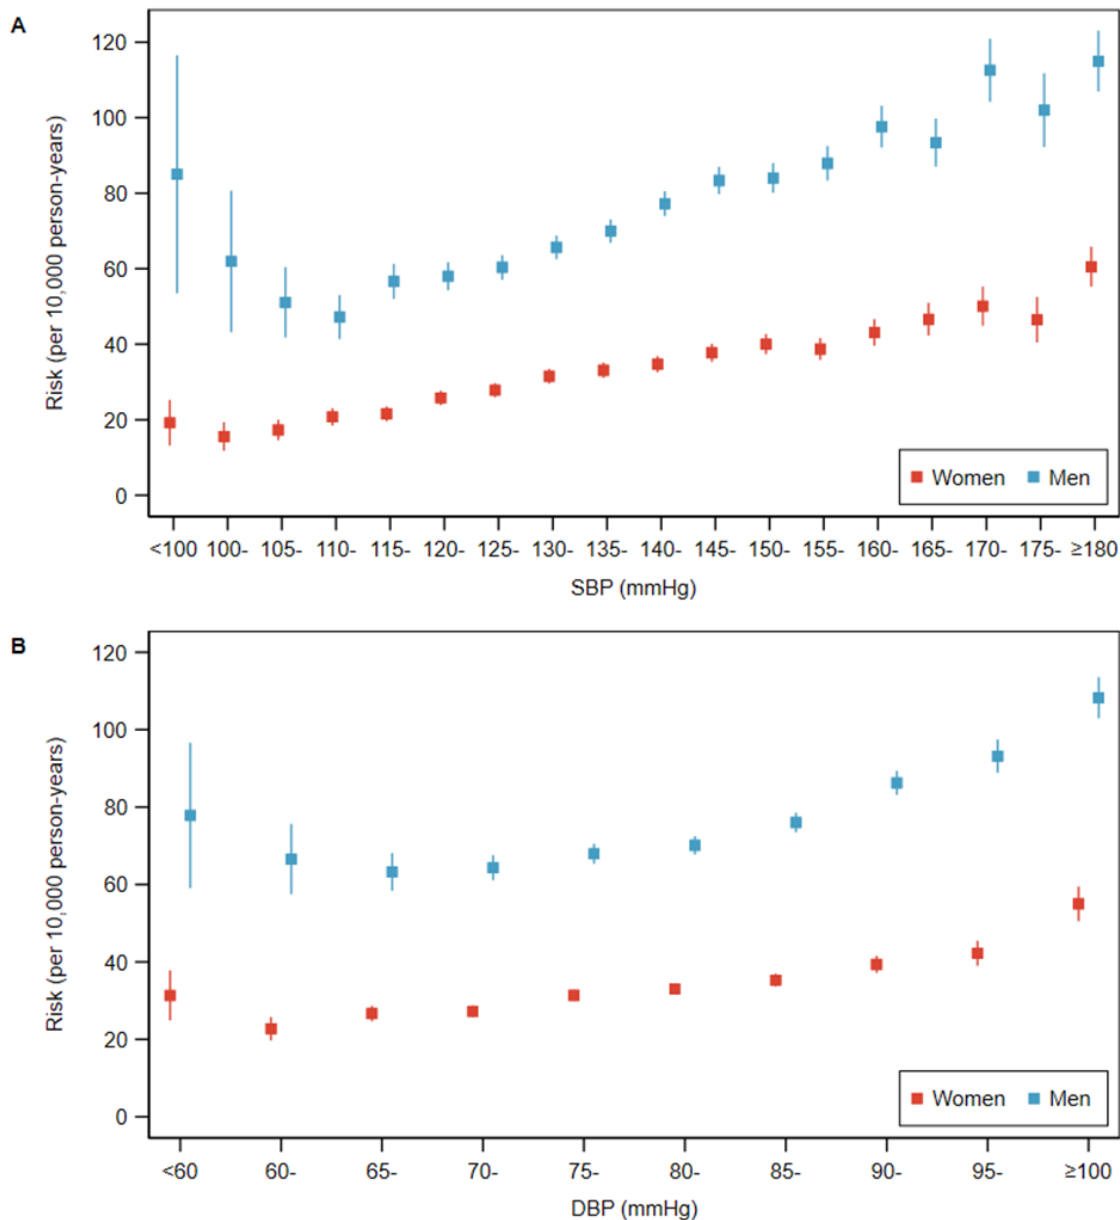 A
Risk (per 10,000 person-years)
120
100
80
60
40
20
0
Women Men
<100 100- 105- 110- 115- 120- 125- 130- 135- 140- 145- 150- 155- 160- 165- 170- 175- ≥180
SBP (mmHg)
B
Risk (per 10,000 person-years)
120
100
80
60
40
20
0
Women Men
<60 60- 65- 70- 75- 80- 85- 90- 95- ≥100
DBP (mmHg)